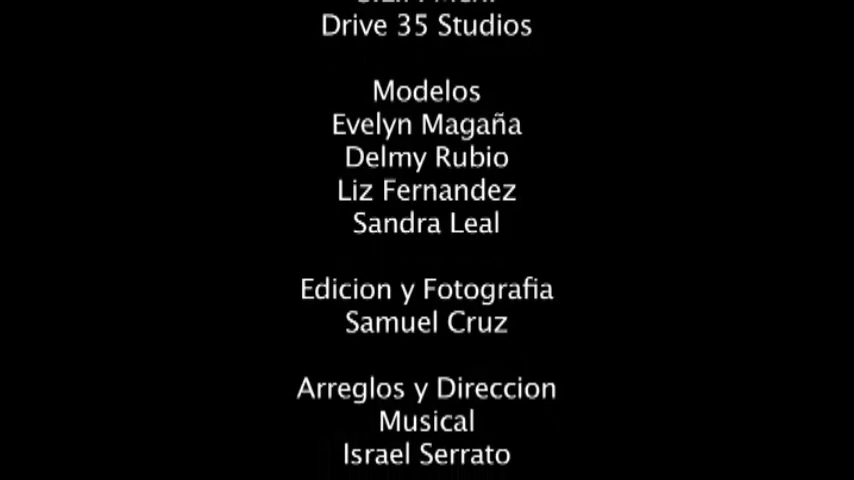 Drive 35 Studios
Modelos
Evelyn Magaña
Delmy Rubio
Liz Fernandez
Sandra Leal
Edicion y Fotografia
Samuel Cruz
Arreglos y Direccion
Musical
Israel Serrato